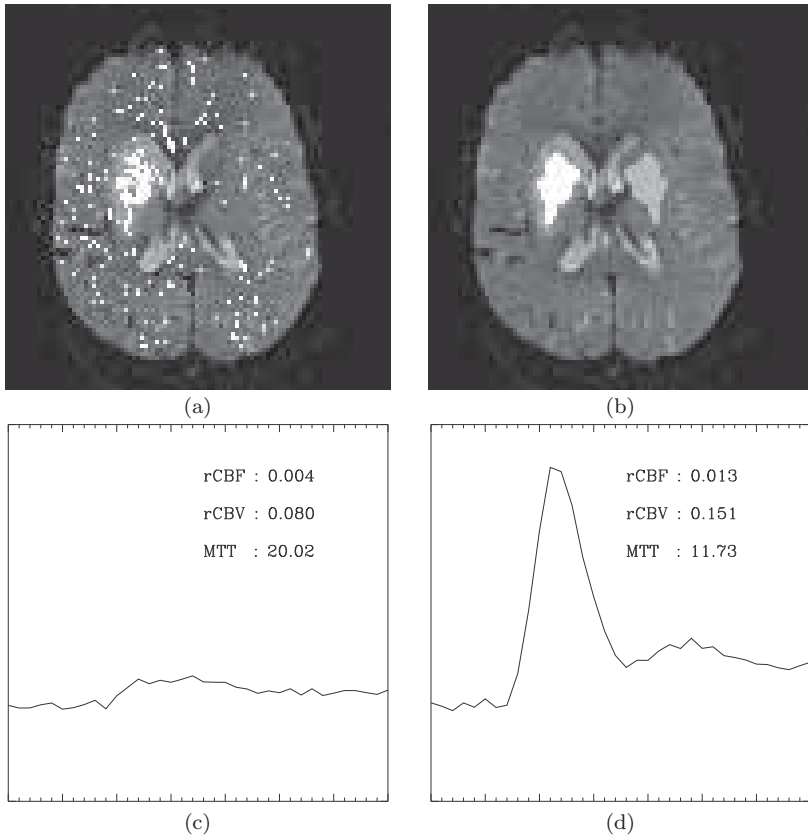 (a)
(b)
rCBF : 0.004
rCBV : 0.080
MTT : 20.02
rCBF : 0.013
rCBV : 0.151
MTT : 11.73
(c)
(d)